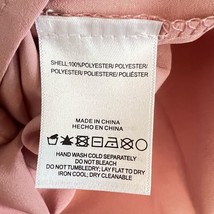 SHELL:100%POLYESTER/ POLYESTER/
POLYESTER/ POLIESTERE/ POLIÉSTER
MADE IN CHINA
HECHO EN CHINA
HAND WASH COLD SEPARATELY
DO NOT BLEACH
DO NOT TUMBLEDRY; LAY FLAT TO DRY
IRON COOL; DRY CLEANABLE